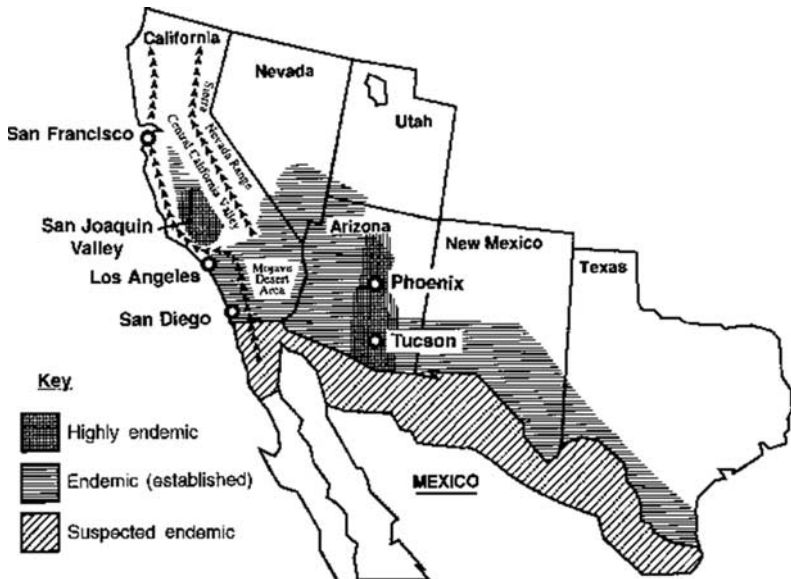 California
Nevada
Utah
Sierra
Nevada Range
Central California Valley
San Francisco
San Joaquin
Valley
Arizona
New Mexico
Texas
Los Angeles
Mojave
Desert
Area
Phoenix
San Diego
Tucson
Key
Highly endemic
Endemic (established)
Suspected endemic
MEXICO